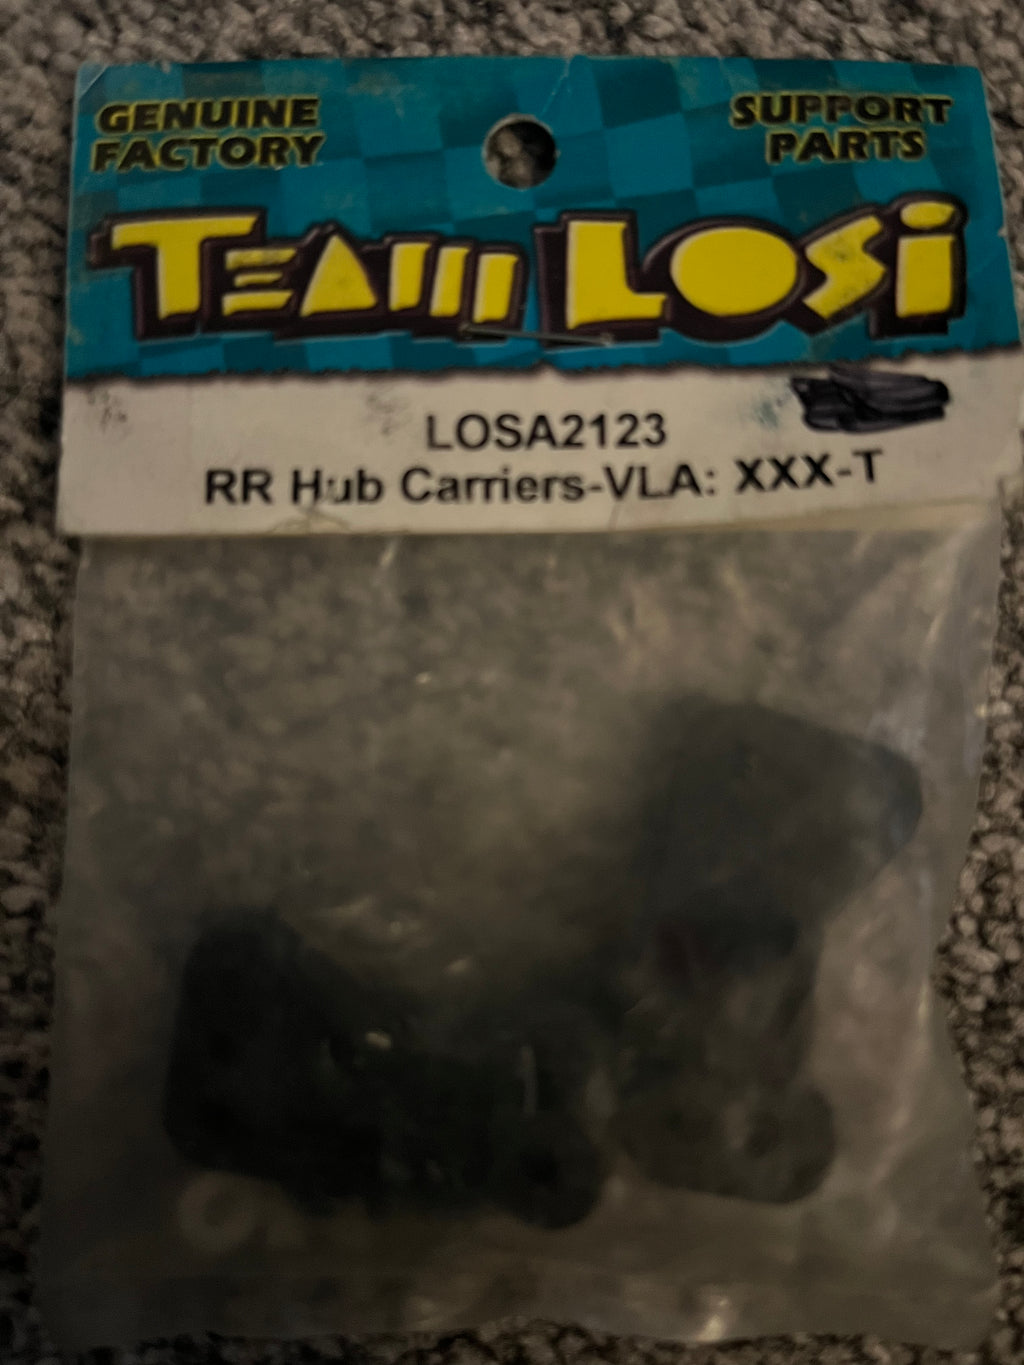 GENUINE
FACTORY
SUPPORT
PARTS
TEAM LOSi
LOSA2123
RR Hub Carriers-VLA: XXX-T